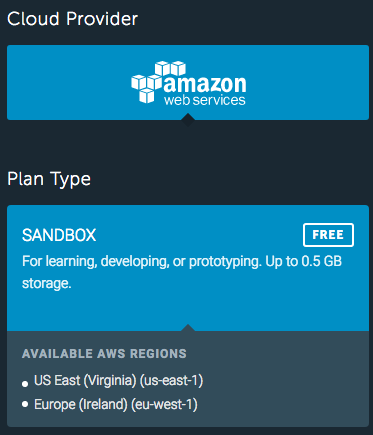 Cloud Provider
amazon
web services
Plan Type
SANDBOX
FREE
For learning, developing, or prototyping. Up to 0.5 GB
storage.
AVAILABLE AWS REGIONS
US East (Virginia) (us-east-1)
Europe (Ireland) (eu-west-1)